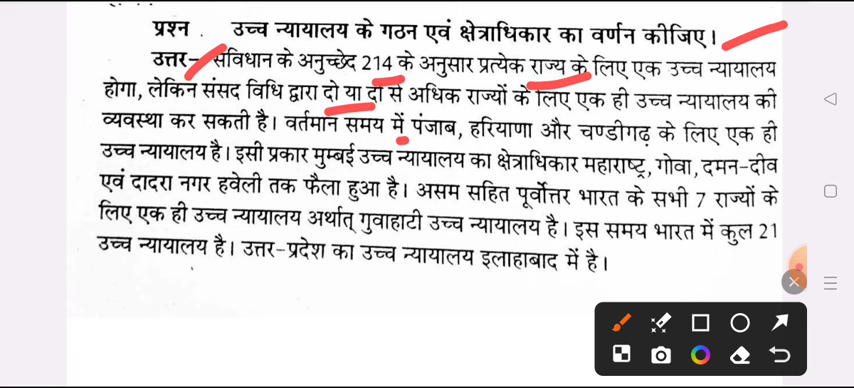 प्रश्न . उच्च न्यायालय के गठन एवं क्षेत्राधिकार का वर्णन कीजिए।
उत्तर– संविधान के अनुच्छेद 214 के अनुसार प्रत्येक राज्य के लिए एक उच्च न्यायालय
होगा, लेकिन संसद विधि द्वारा दो या दो से अधिक राज्यों के लिए एक ही उच्च न्यायालय की
व्यवस्था कर सकती है। वर्तमान समय में पंजाब, हरियाणा और चण्डीगढ़ के लिए एक ही
उच्च न्यायालय है। इसी प्रकार मुम्बई उच्च न्यायालय का क्षेत्राधिकार महाराष्ट्र, गोवा, दमन–दीव
एवं दादरा नगर हवेली तक फैला हुआ है। असम सहित पूर्वोत्तर भारत के सभी 7 राज्यों के
लिए एक ही उच्च न्यायालय अर्थात् गुवाहाटी उच्च न्यायालय है। इस समय भारत में कुल 21
उच्च न्यायालय है। उत्तर–प्रदेश का उच्च न्यायालय इलाहाबाद में है।